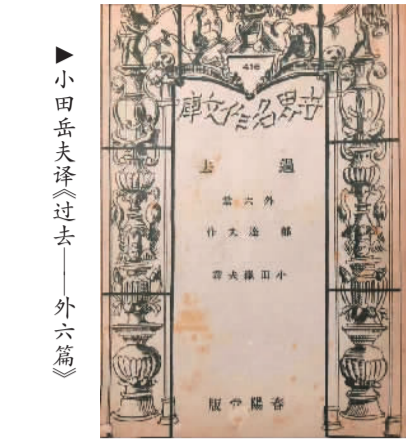 ▶小田岳夫译《过去——外六篇》
416
世界名作文庫
過去
外六篇
郁達夫作
小田嶽夫譯
春陽堂版